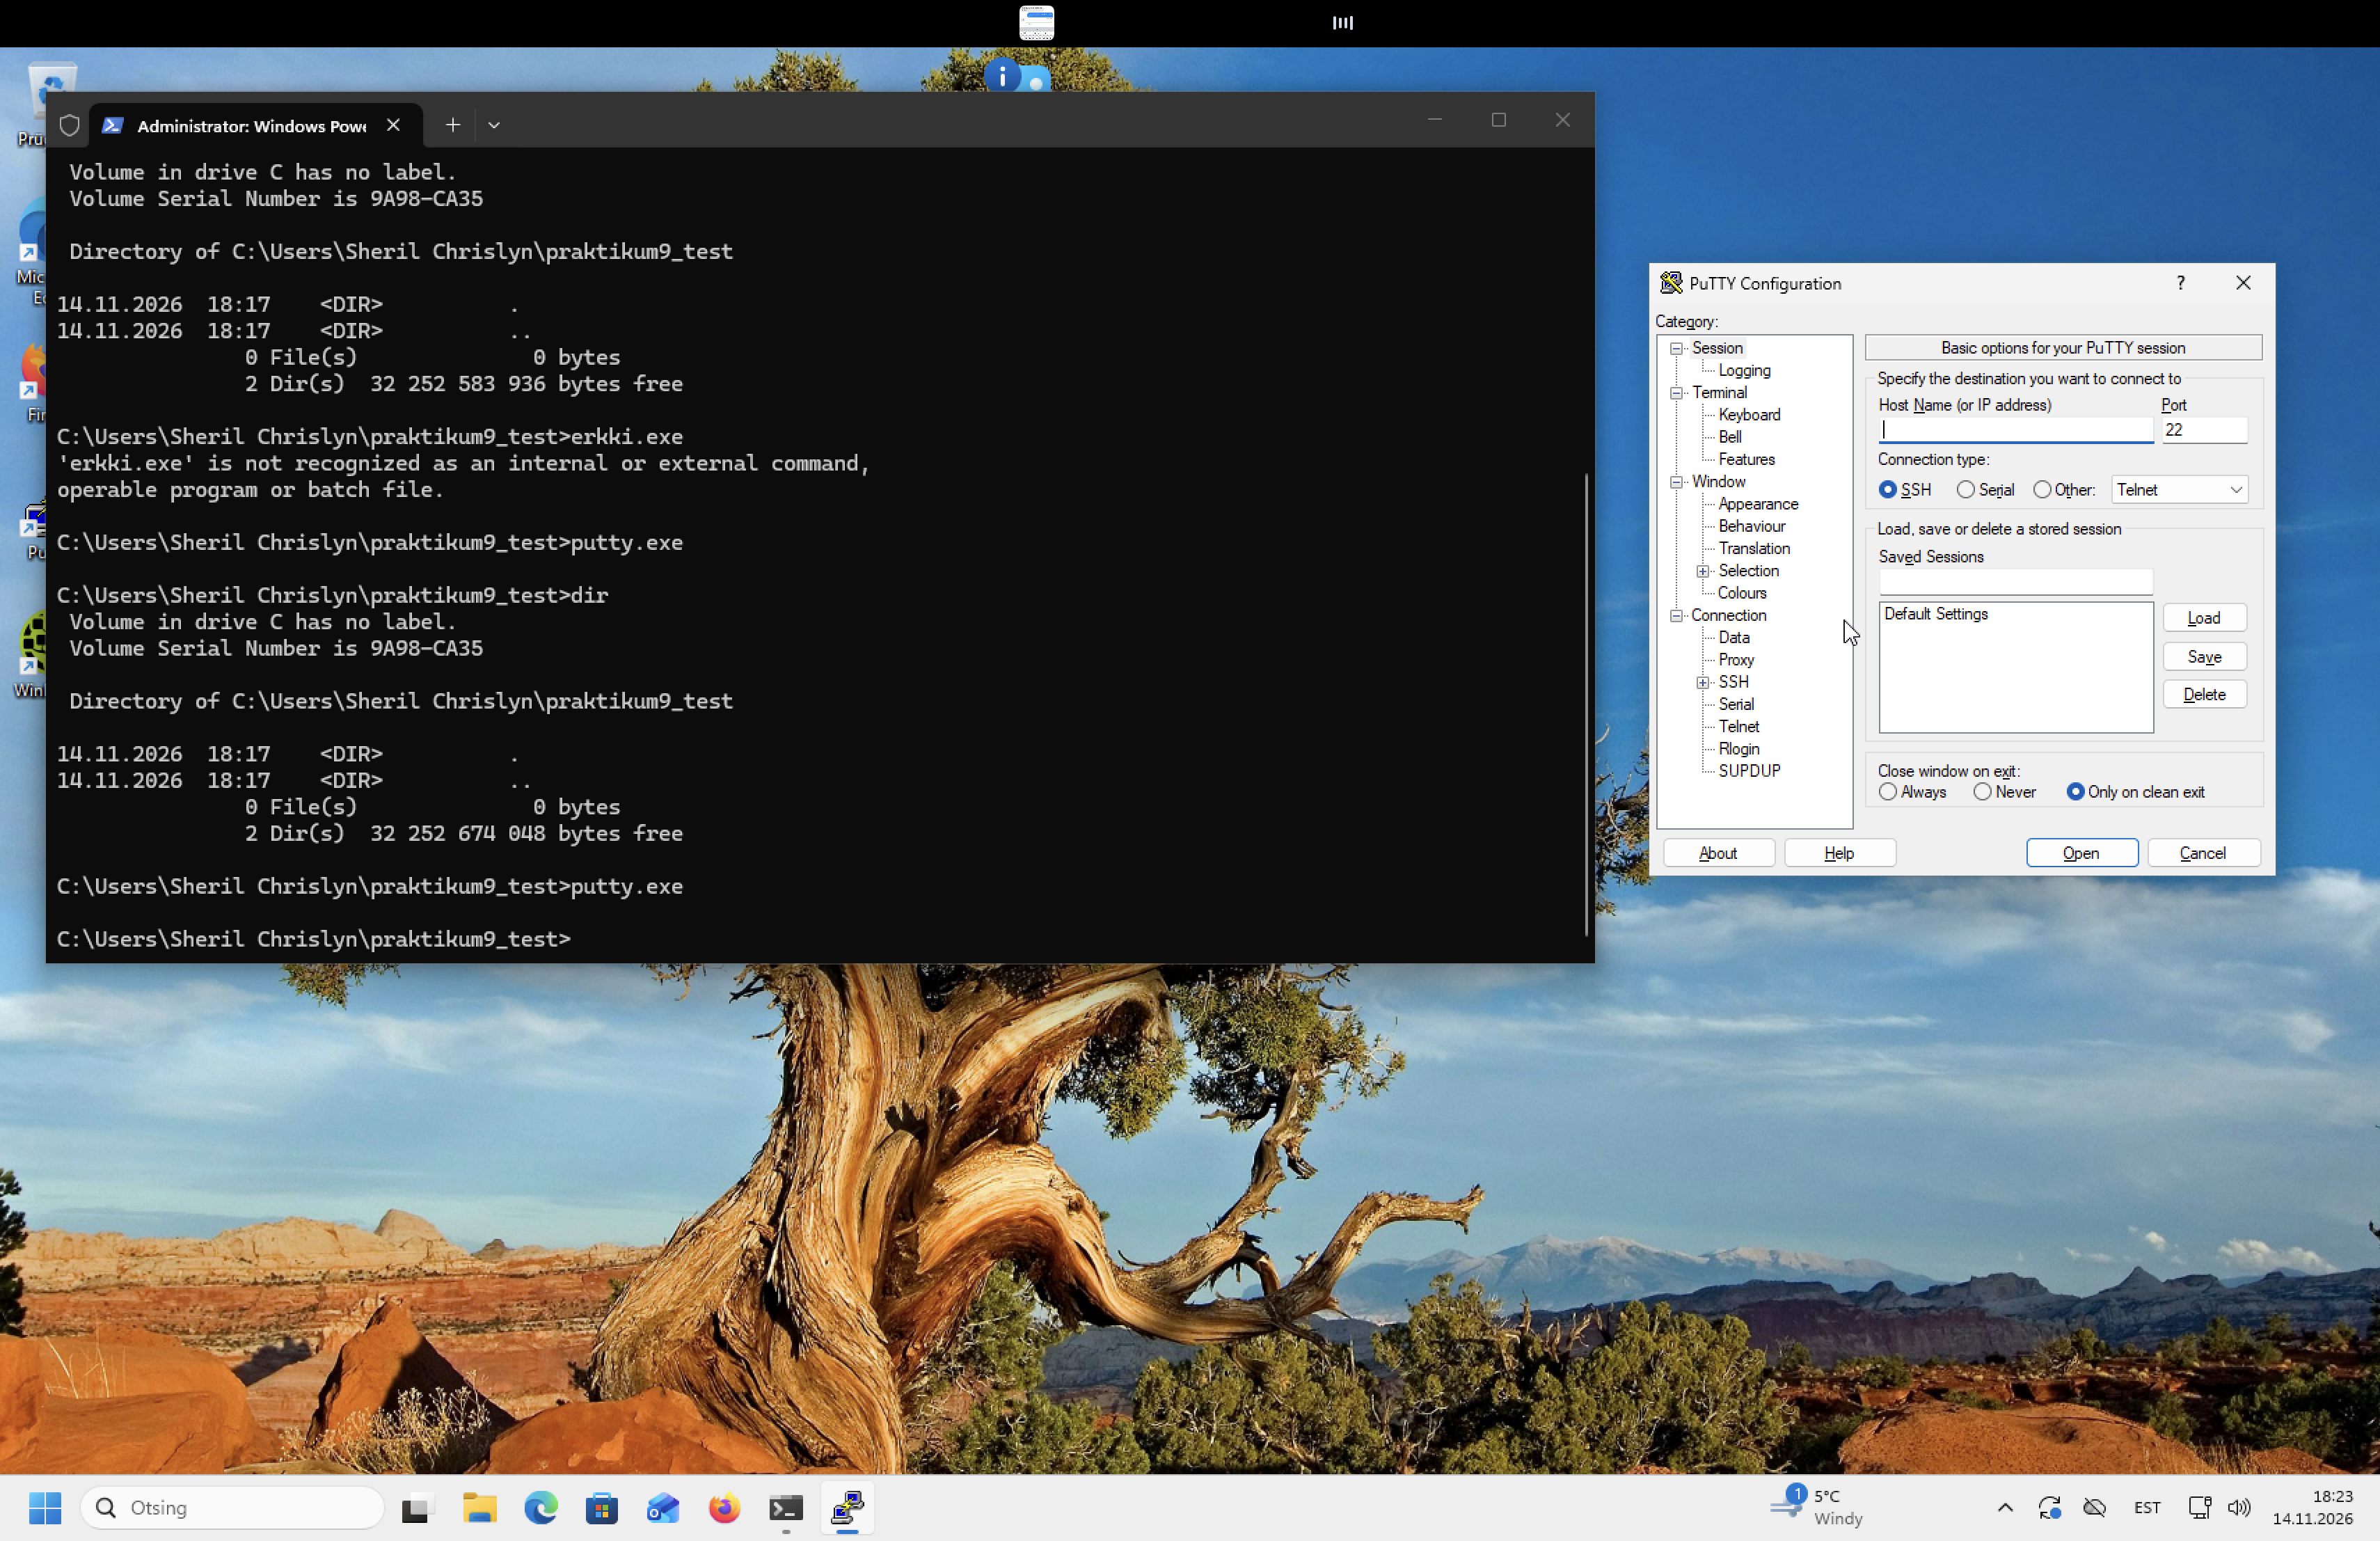 Administrator: Windows Powe
Volume in drive C has no label.
Volume Serial Number is 9A98-CA35
Directory of C:\Users\Sheril Chrislyn\praktikum9_test
14.11.2026  18:17    <DIR>          .
14.11.2026  18:17    <DIR>          ..
0 File(s)              0 bytes
2 Dir(s)  32 252 583 936 bytes free
C:\Users\Sheril Chrislyn\praktikum9_test>erkki.exe
'erkki.exe' is not recognized as an internal or external command,
operable program or batch file.
C:\Users\Sheril Chrislyn\praktikum9_test>putty.exe
C:\Users\Sheril Chrislyn\praktikum9_test>dir
Volume in drive C has no label.
Volume Serial Number is 9A98-CA35
Directory of C:\Users\Sheril Chrislyn\praktikum9_test
14.11.2026  18:17    <DIR>          .
14.11.2026  18:17    <DIR>          ..
0 File(s)              0 bytes
2 Dir(s)  32 252 674 048 bytes free
C:\Users\Sheril Chrislyn\praktikum9_test>putty.exe
C:\Users\Sheril Chrislyn\praktikum9_test>
PuTTY Configuration
Category:
Session
Logging
Terminal
Keyboard
Bell
Features
Window
Appearance
Behaviour
Translation
Selection
Colours
Connection
Data
Proxy
SSH
Serial
Telnet
Rlogin
SUPDUP
Basic options for your PuTTY session
Specify the destination you want to connect to
Host Name (or IP address) Port
22
Connection type:
SSH Serial Other: Telnet
Load, save or delete a stored session
Saved Sessions
Default Settings
Load
Save
Delete
Close window on exit:
Always Never Only on clean exit
About Help Open Cancel
Otsing
1
5°C
Windy
EST
18:23
14.11.2026